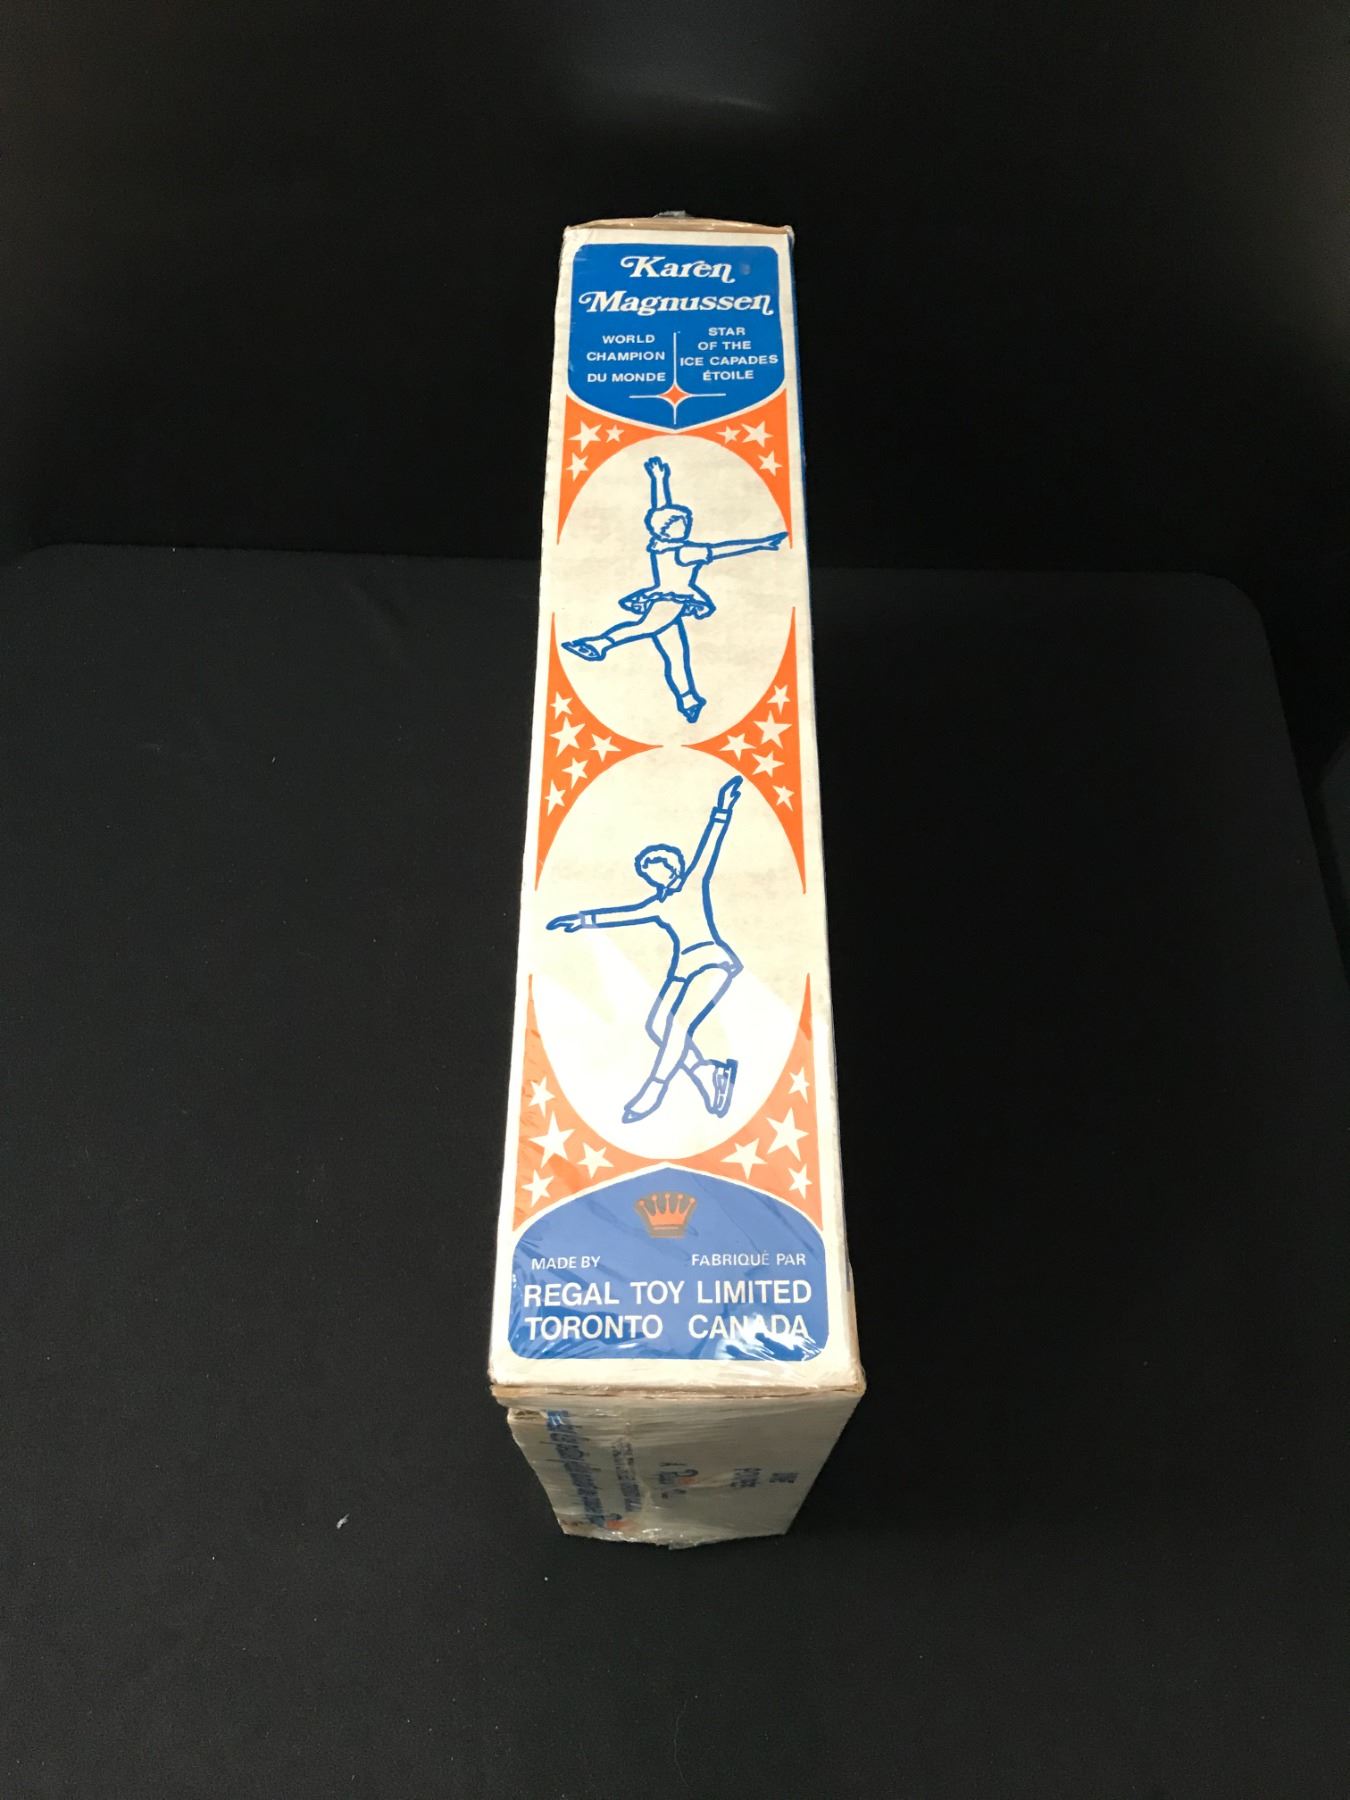 Karen
Magnussen
WORLD
CHAMPION
DU MONDE
STAR
OF THE
ICE CAPADES
ÉTOILE
MADE BY
FABRIQUÉ PAR
REGAL TOY LIMITED
TORONTO CANADA